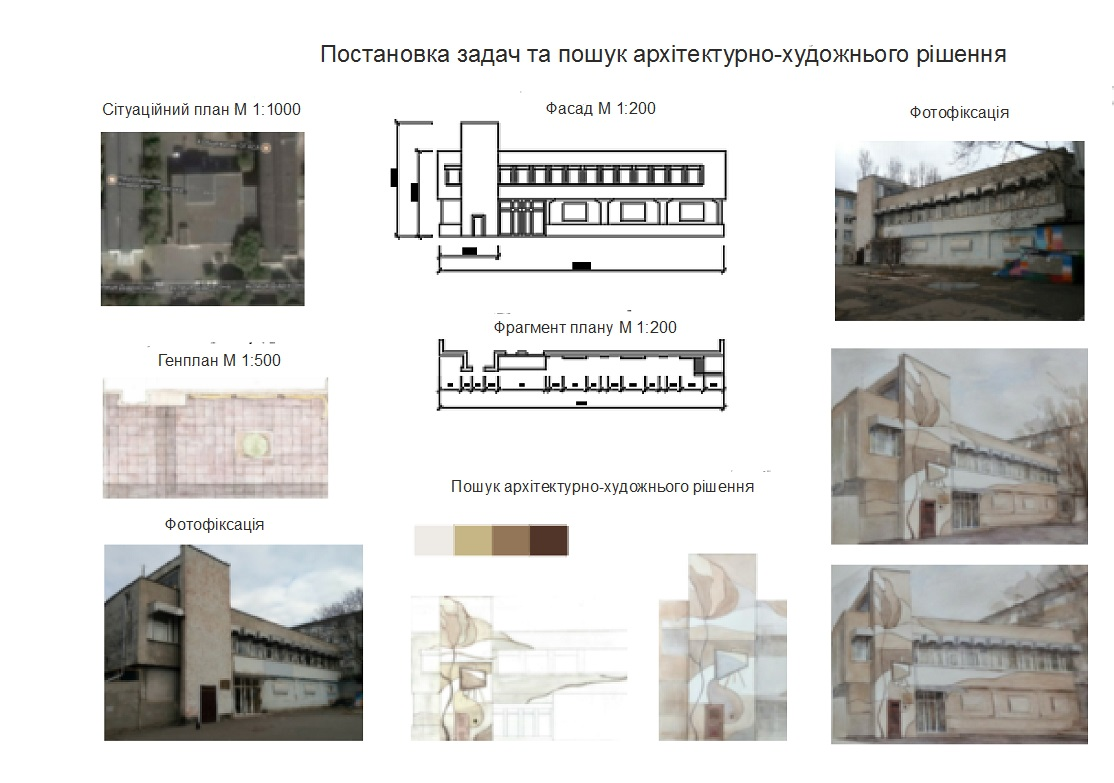 Постановка задач та пошук архітектурно-художнього рішення
Сітуаційний план М 1:1000
Фасад М 1:200
Фотофіксація
Фрагмент плану М 1:200
Генплан М 1:500
Пошук архітектурно-художнього рішення
Фотофіксація